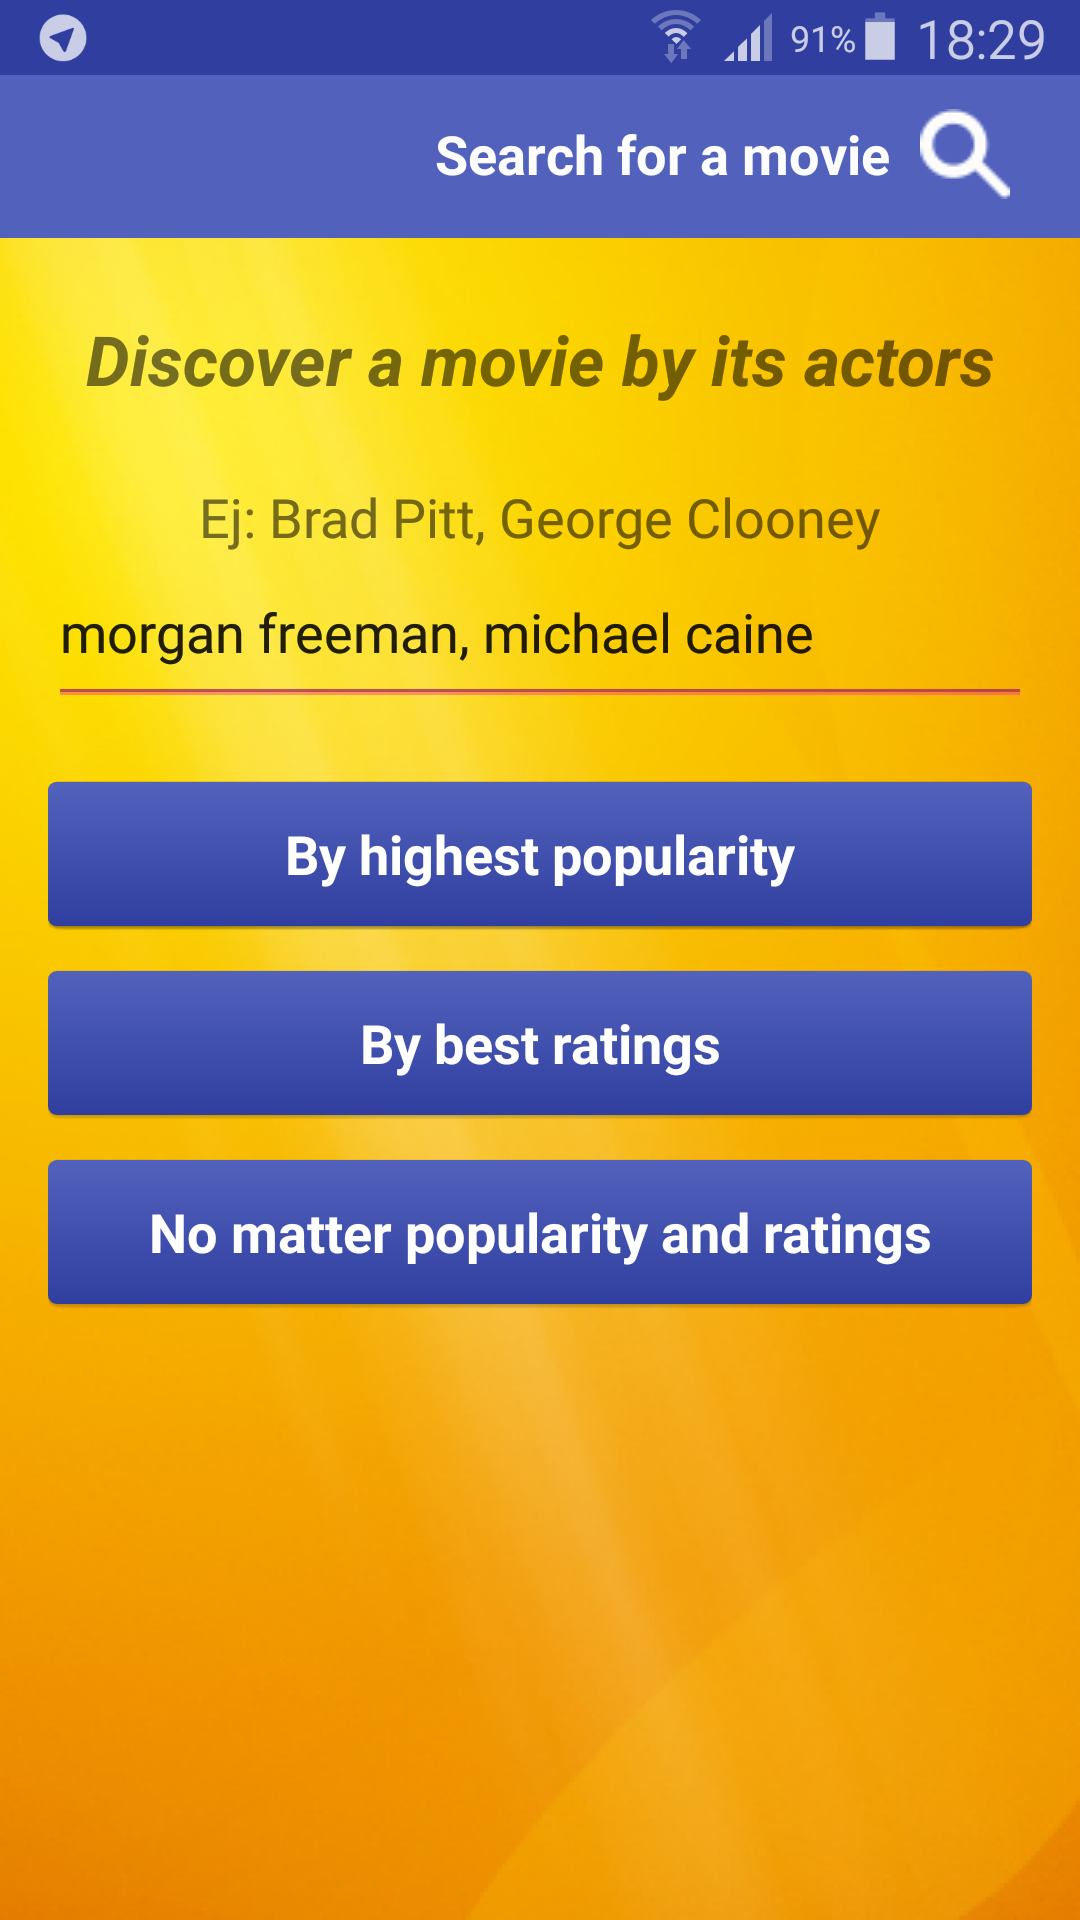 91% 18:29
Search for a movie
Discover a movie by its actors
Ej: Brad Pitt, George Clooney
morgan freeman, michael caine
By highest popularity
By best ratings
No matter popularity and ratings